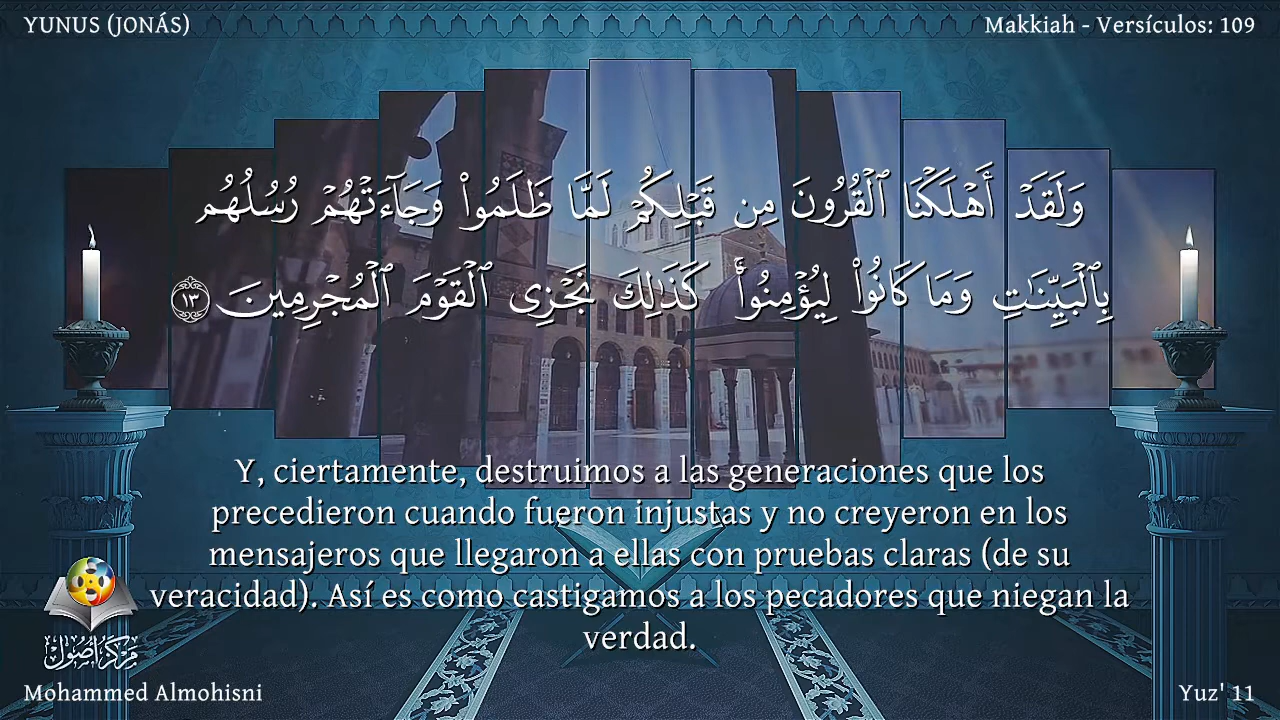 YUNUS (JONÁS)
Makkiah - Versículos: 109
وَلَقَدْ أَهْلَكْنَا ٱلْقُرُونَ مِن قَبْلِكُمْ لَمَّا ظَلَمُوا۟ وَجَآءَتْهُمْ رُسُلُهُم
بِٱلْبَيِّنَـٰتِ وَمَا كَانُوا۟ لِيُؤْمِنُوا۟ ۚ كَذَٰلِكَ نَجْزِى ٱلْقَوْمَ ٱلْمُجْرِمِينَ ١٣
Y, ciertamente, destruimos a las generaciones que los
precedieron cuando fueron injustas y no creyeron en los
mensajeros que llegaron a ellas con pruebas claras (de su
veracidad). Así es como castigamos a los pecadores que niegan la
verdad.
مركز أصول
Mohammed Almohisni
Yuz' 11